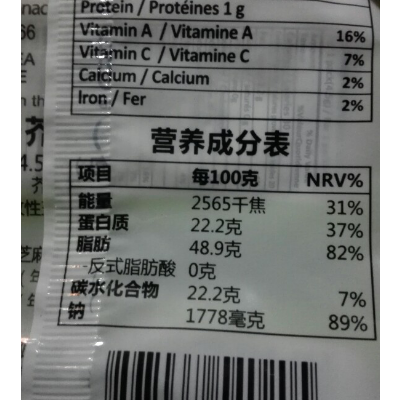 Protein / Protéines 1 g
Vitamin A / Vitamine A 16%
Vitamin C / Vitamine C 7%
Calcium / Calcium 2%
Iron / Fer 2%
营养成分表
项目 每100克 NRV%
能量 2565千焦 31%
蛋白质 22.2克 37%
脂肪 48.9克 82%
-反式脂肪酸 0克
碳水化合物 22.2克 7%
钠 1778毫克 89%